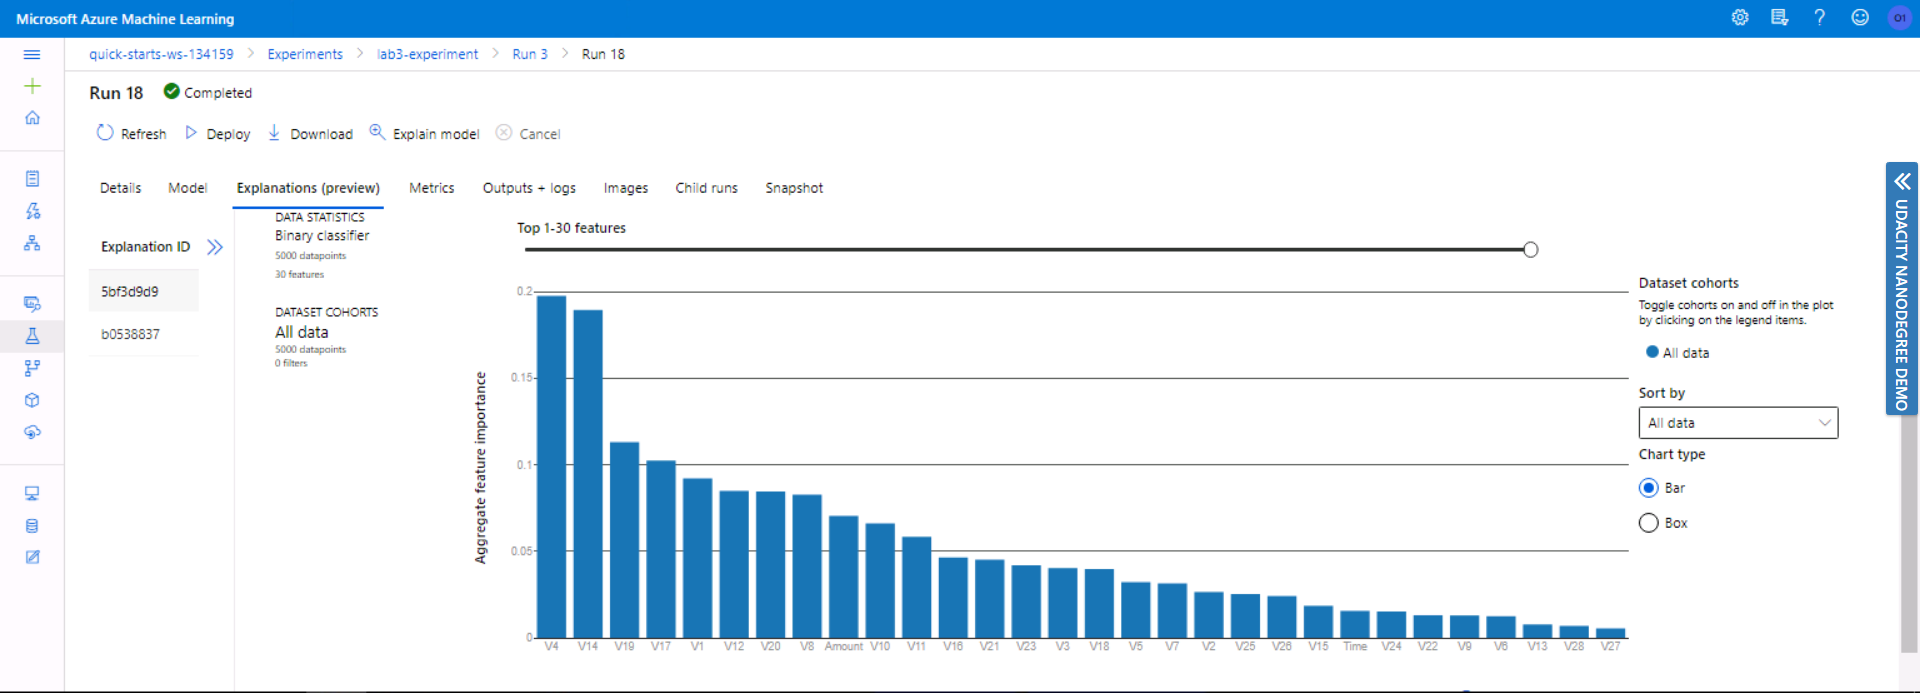 Microsoft Azure Machine Learning
?
O1
quick-starts-ws-134159 > Experiments > lab3-experiment > Run 3 > Run 18
Run 18 Completed
Refresh Deploy Download Explain model Cancel
Details Model Explanations (preview) Metrics Outputs + logs Images Child runs Snapshot
Explanation ID
5bf3d9d9
b0538837
DATA STATISTICS
Binary classifier
5000 datapoints
30 features
DATASET COHORTS
All data
5000 datapoints
0 filters
Top 1-30 features
Aggregate feature importance
0.2
0.15
0.1
0.05
0
V4 V14 V19 V17 V1 V12 V20 V8 Amount V10 V11 V16 V21 V23 V3 V18 V5 V7 V2 V25 V26 V15 Time V24 V22 V9 V6 V13 V28 V27
Dataset cohorts
Toggle cohorts on and off in the plot
by clicking on the legend items.
All data
Sort by
All data
Chart type
Bar
Box
UDACITY NANODEGREE DEMO